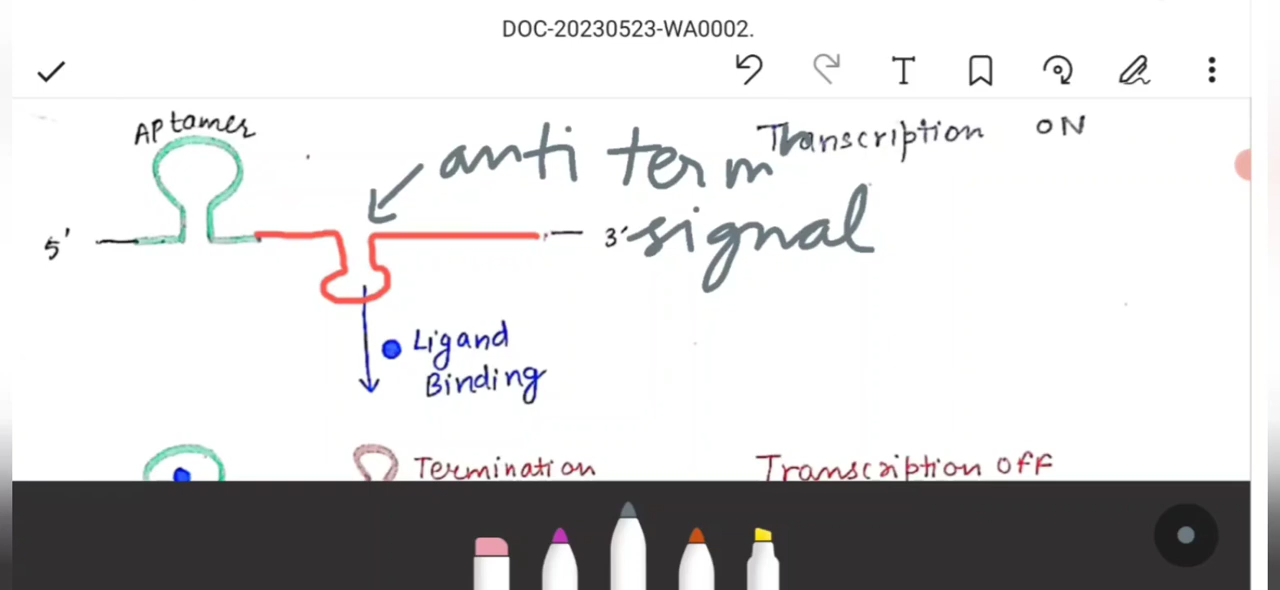 DOC-20230523-WA0002.
T
Aptamer
anti term
Transcription ON
5'
3'
signal
Ligand
Binding
Termination
Transcription Off